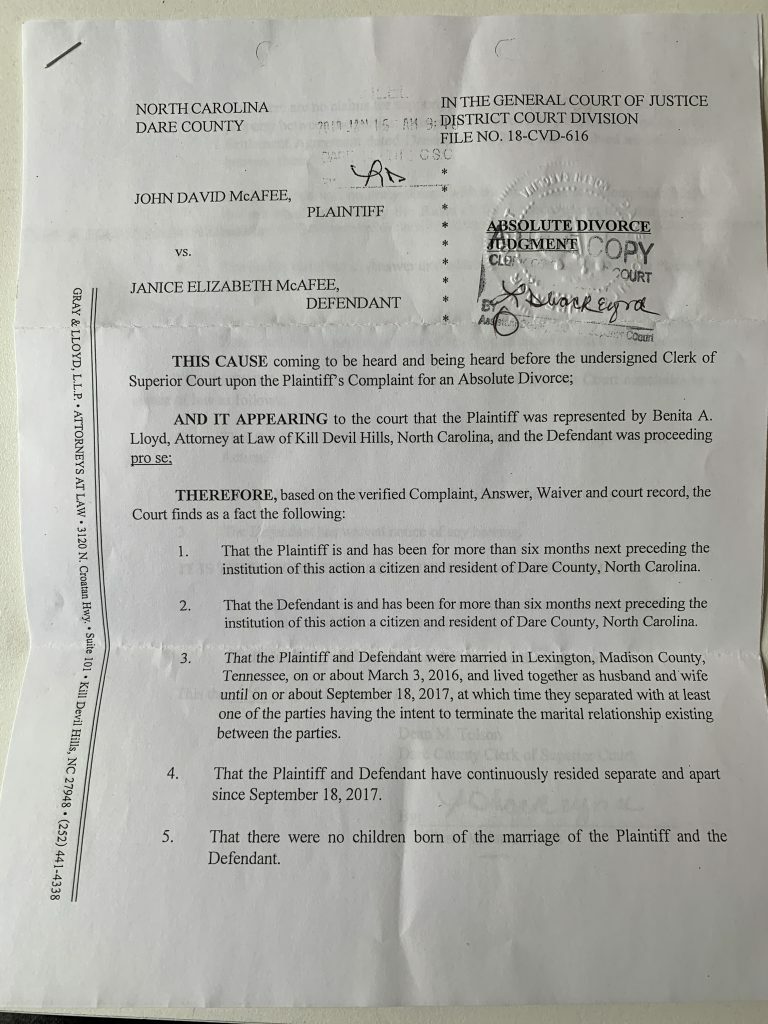 NORTH CAROLINA
DARE COUNTY
IN THE GENERAL COURT OF JUSTICE
DISTRICT COURT DIVISION
FILE NO. 18-CVD-616
JOHN DAVID McAFEE,
PLAINTIFF
vs.
JANICE ELIZABETH McAFEE,
DEFENDANT
*
*
*
*
*
*
*
*
*
ABSOLUTE DIVORCE
JUDGMENT
COPY
COURT
BY
THIS CAUSE coming to be heard and being heard before the undersigned Clerk of
Superior Court upon the Plaintiff's Complaint for an Absolute Divorce;
AND IT APPEARING to the court that the Plaintiff was represented by Benita A.
Lloyd, Attorney at Law of Kill Devil Hills, North Carolina, and the Defendant was proceeding
pro se;
THEREFORE, based on the verified Complaint, Answer, Waiver and court record, the
Court finds as a fact the following:
1. That the Plaintiff is and has been for more than six months next preceding the
institution of this action a citizen and resident of Dare County, North Carolina.
2. That the Defendant is and has been for more than six months next preceding the
institution of this action a citizen and resident of Dare County, North Carolina.
3. That the Plaintiff and Defendant were married in Lexington, Madison County,
Tennessee, on or about March 3, 2016, and lived together as husband and wife
until on or about September 18, 2017, at which time they separated with at least
one of the parties having the intent to terminate the marital relationship existing
between the parties.
4. That the Plaintiff and Defendant have continuously resided separate and apart
since September 18, 2017.
5. That there were no children born of the marriage of the Plaintiff and the
Defendant.
GRAY & LLOYD, L.L.P. • ATTORNEYS AT LAW • 3120 N. Croatan Hwy. • Suite 101 • Kill Devil Hills, NC 27948 • (252) 441-4338